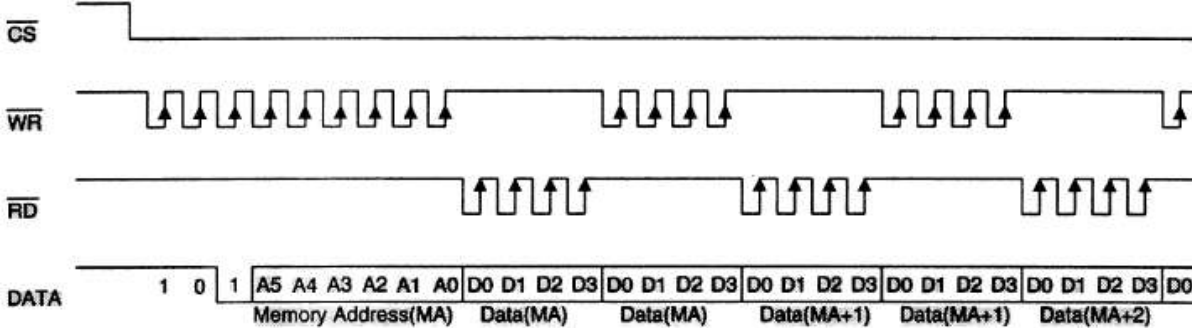 CS
WR
RD
DATA 1 0 1 A5 A4 A3 A2 A1 A0 D0 D1 D2 D3 D0 D1 D2 D3 D0 D1 D2 D3 D0 D1 D2 D3 D0 D1 D2 D3 D0
Memory Address(MA) Data(MA) Data(MA) Data(MA+1) Data(MA+1) Data(MA+2)